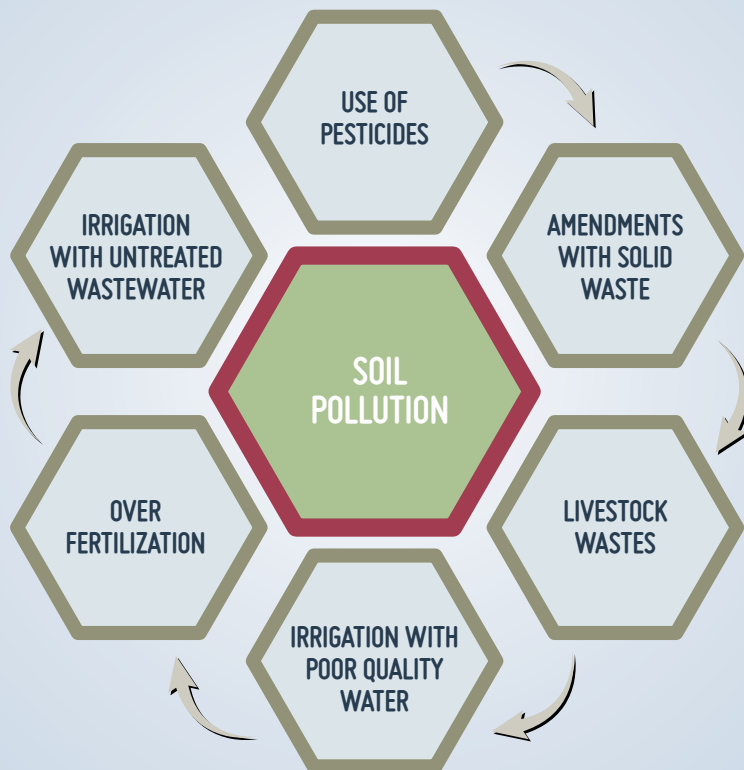 USE OF
PESTICIDES
AMENDMENTS
WITH SOLID
WASTE
LIVESTOCK
WASTES
IRRIGATION WITH
POOR QUALITY
WATER
OVER
FERTILIZATION
IRRIGATION
WITH UNTREATED
WASTEWATER
SOIL
POLLUTION